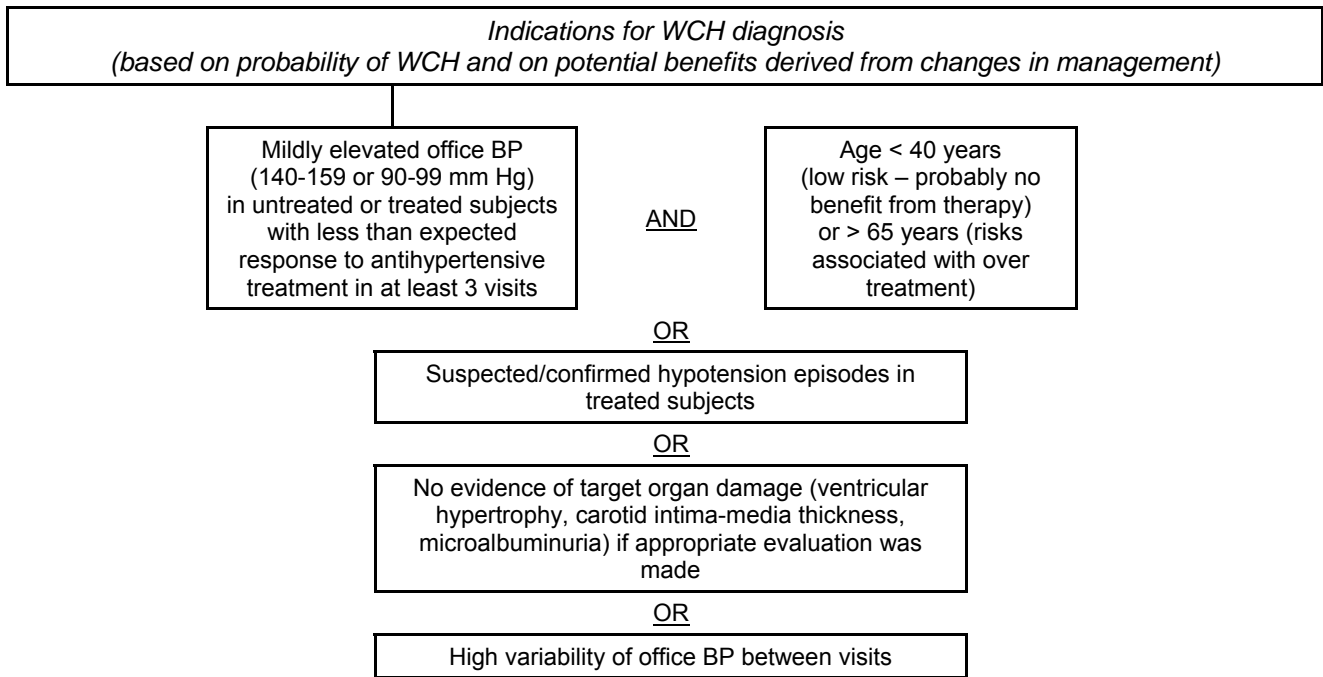 Indications for WCH diagnosis
(based on probability of WCH and on potential benefits derived from changes in management)
Mildly elevated office BP
(140-159 or 90-99 mm Hg)
in untreated or treated subjects
with less than expected
response to antihypertensive
treatment in at least 3 visits
AND
Age < 40 years
(low risk – probably no
benefit from therapy)
or > 65 years (risks
associated with over
treatment)
OR
Suspected/confirmed hypotension episodes in
treated subjects
OR
No evidence of target organ damage (ventricular
hypertrophy, carotid intima-media thickness,
microalbuminuria) if appropriate evaluation was
made
OR
High variability of office BP between visits